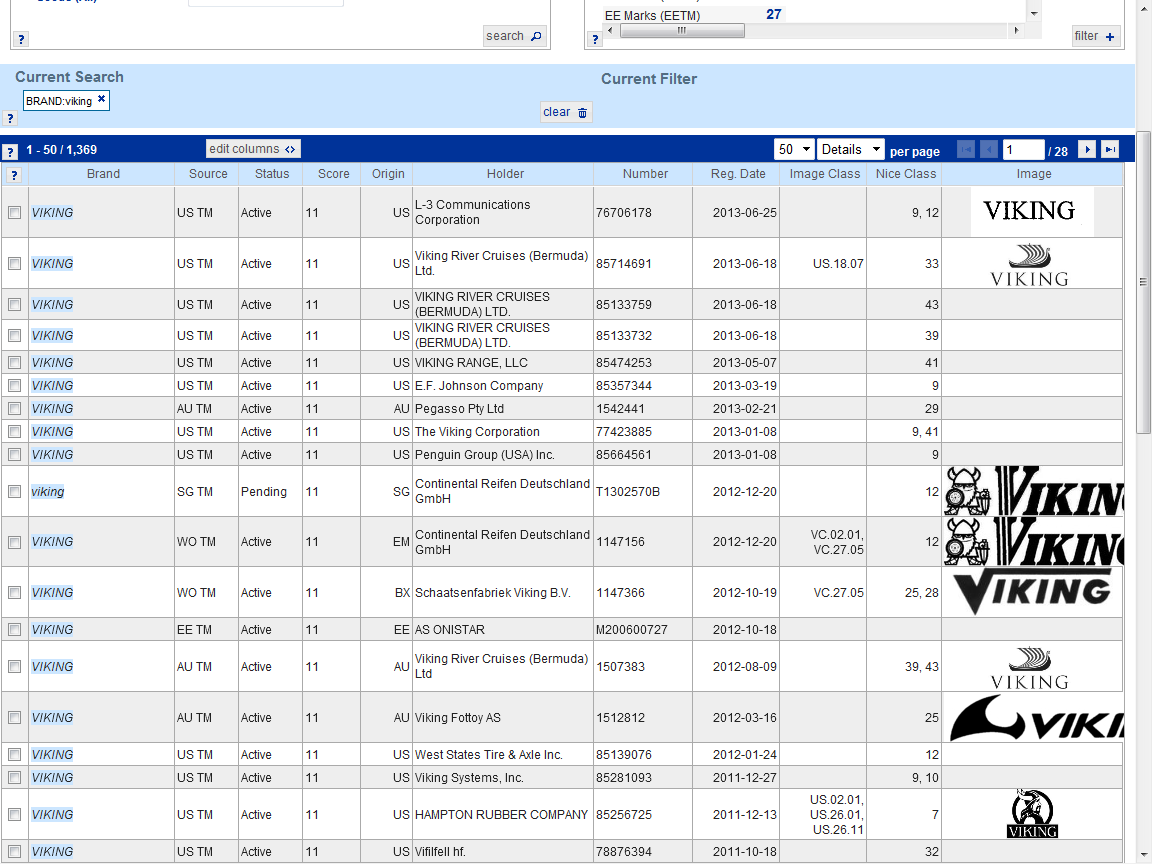 EE Marks (EETM) 27
? search ? filter +
Current Search Current Filter
BRAND:viking ×
? clear
? 1 - 50 / 1,369 edit columns <> 50 Details per page 1 / 28
? Brand Source Status Score Origin Holder Number Reg. Date Image Class Nice Class Image
VIKING US TM Active 11 US L-3 Communications Corporation 76706178 2013-06-25 9, 12 VIKING
VIKING US TM Active 11 US Viking River Cruises (Bermuda) Ltd. 85714691 2013-06-18 US.18.07 33 VIKING
VIKING US TM Active 11 US VIKING RIVER CRUISES (BERMUDA) LTD. 85133759 2013-06-18 43
VIKING US TM Active 11 US VIKING RIVER CRUISES (BERMUDA) LTD. 85133732 2013-06-18 39
VIKING US TM Active 11 US VIKING RANGE, LLC 85474253 2013-05-07 41
VIKING US TM Active 11 US E.F. Johnson Company 85357344 2013-03-19 9
VIKING AU TM Active 11 AU Pegasso Pty Ltd 1542441 2013-02-21 29
VIKING US TM Active 11 US The Viking Corporation 77423885 2013-01-08 9, 41
VIKING US TM Active 11 US Penguin Group (USA) Inc. 85664561 2013-01-08 9
viking SG TM Pending 11 SG Continental Reifen Deutschland GmbH T1302570B 2012-12-20 12 VIKIN
VIKING WO TM Active 11 EM Continental Reifen Deutschland GmbH 1147156 2012-12-20 VC.02.01, VC.27.05 12 VIKIN
VIKING WO TM Active 11 BX Schaatsenfabriek Viking B.V. 1147366 2012-10-19 VC.27.05 25, 28 VIKING
VIKING EE TM Active 11 EE AS ONISTAR M200600727 2012-10-18
VIKING AU TM Active 11 AU Viking River Cruises (Bermuda) Ltd 1507383 2012-08-09 39, 43 VIKING
VIKING AU TM Active 11 AU Viking Fottoy AS 1512812 2012-03-16 25 VIKI
VIKING US TM Active 11 US West States Tire & Axle Inc. 85139076 2012-01-24 12
VIKING US TM Active 11 US Viking Systems, Inc. 85281093 2011-12-27 9, 10
VIKING US TM Active 11 US HAMPTON RUBBER COMPANY 85256725 2011-12-13 US.02.01, US.26.01, US.26.11 7 VIKING
VIKING US TM Active 11 US Vifilfell hf. 78876394 2011-10-18 32